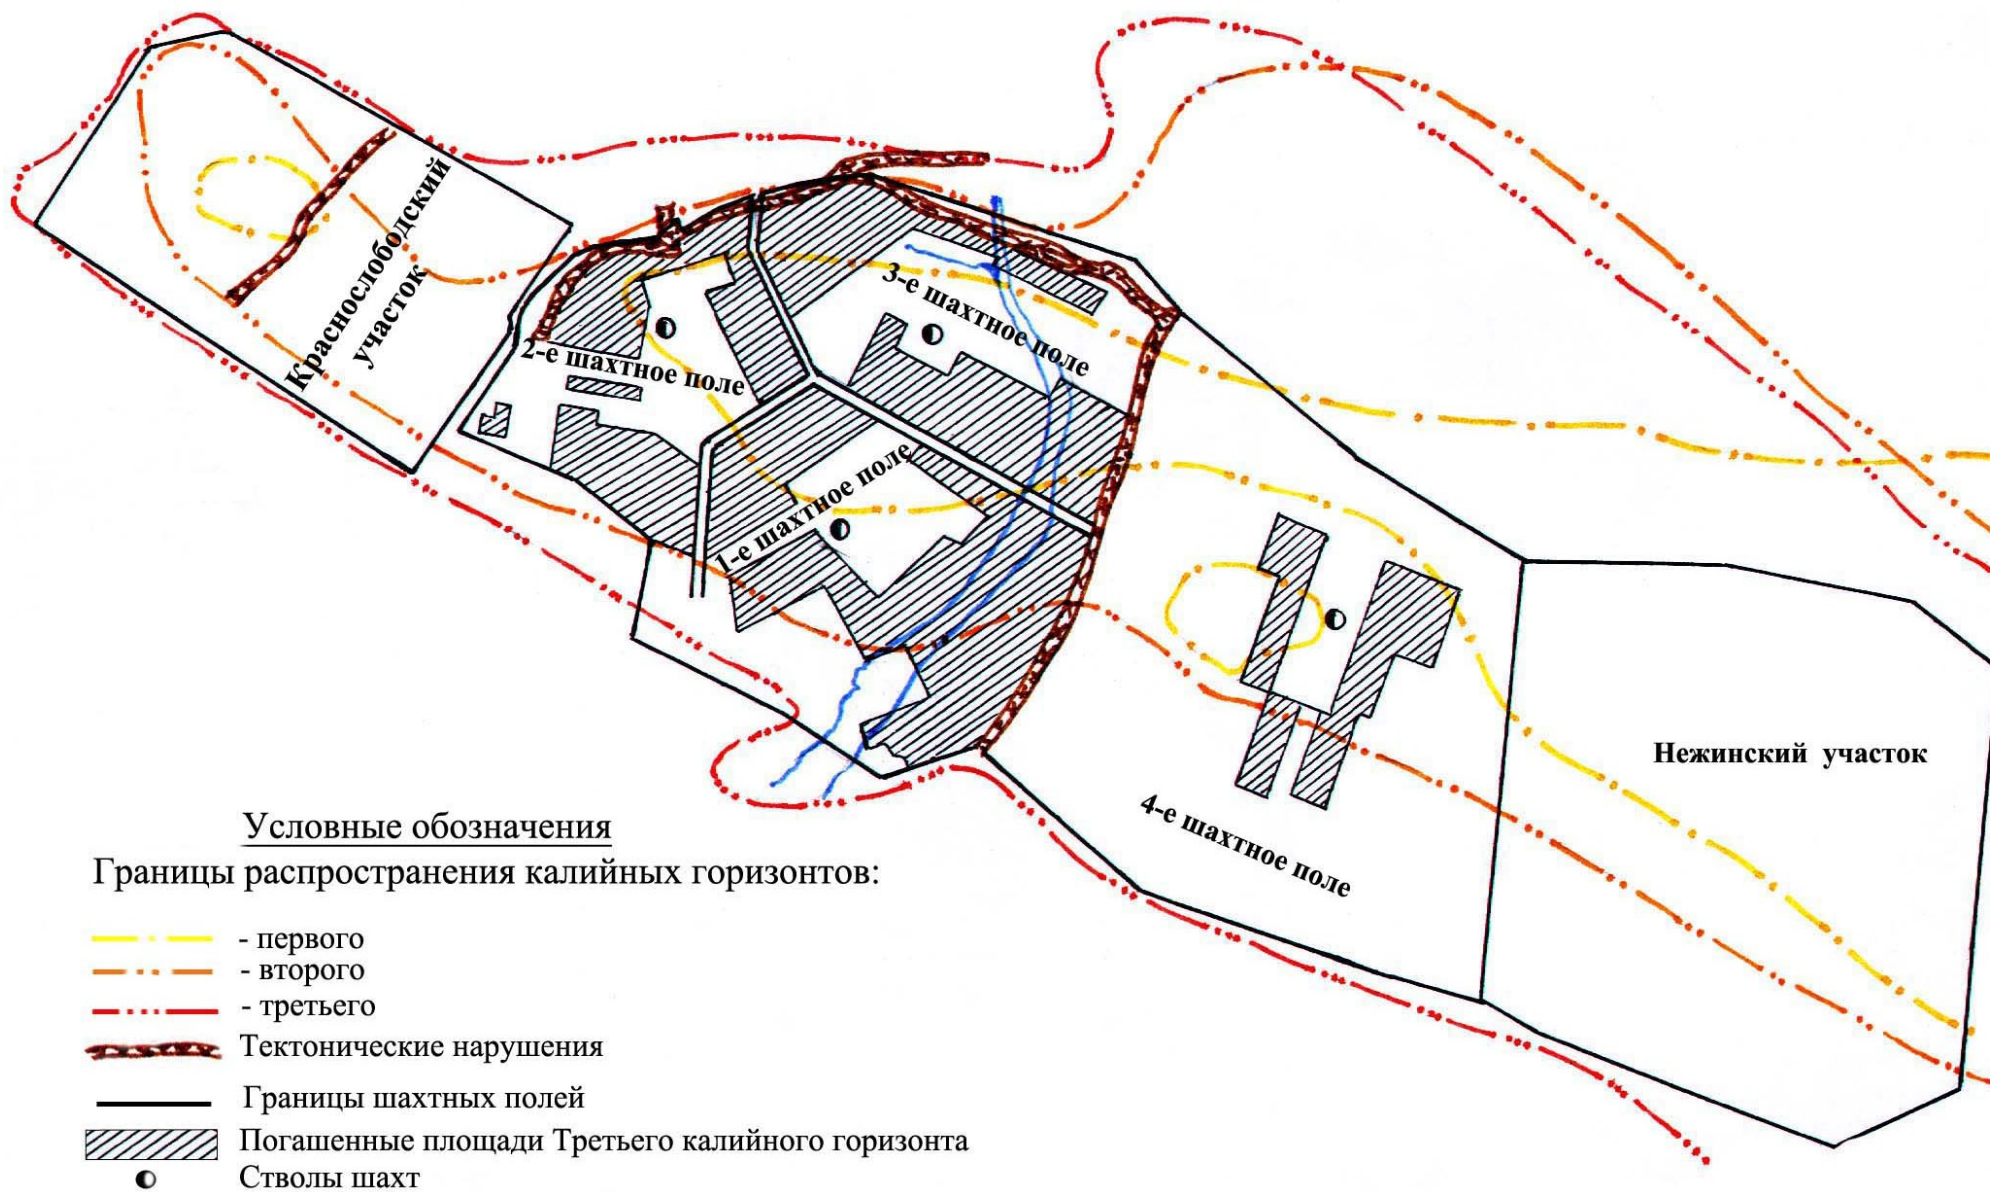 Краснослободский
участок
2-е шахтное поле
3-е шахтное поле
1-е шахтное поле
4-е шахтное поле
Нежинский участок
Условные обозначения
Границы распространения калийных горизонтов:
- первого
- второго
- третьего
Тектонические нарушения
Границы шахтных полей
Погашенные площади Третьего калийного горизонта
Стволы шахт